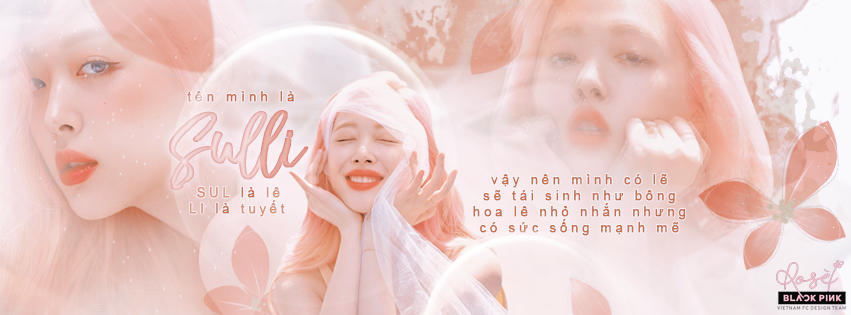 tên mình là
Sulli
SUL là lê
LI là tuyết
vậy nên mình có lẽ
sẽ tái sinh như bông
hoa lê nhỏ nhắn nhưng
có sức sống mạnh mẽ
Rosè
BLACKPINK
VIETNAM FC DESIGN TEAM